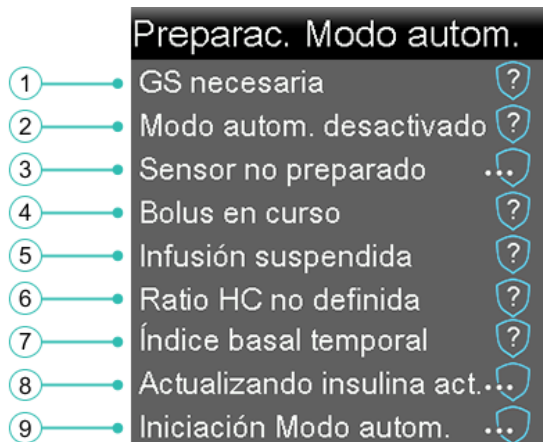 Preparac. Modo autom.
1 GS necesaria ?
2 Modo autom. desactivado ?
3 Sensor no preparado ...
4 Bolus en curso ?
5 Infusión suspendida ?
6 Ratio HC no definida ?
7 Índice basal temporal ?
8 Actualizando insulina act. ...
9 Iniciación Modo autom. ...